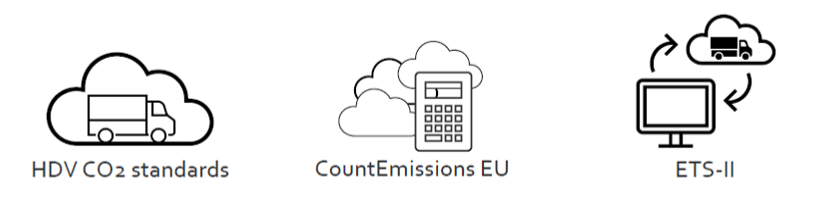 HDV CO2 standards
CountEmissions EU
ETS-II